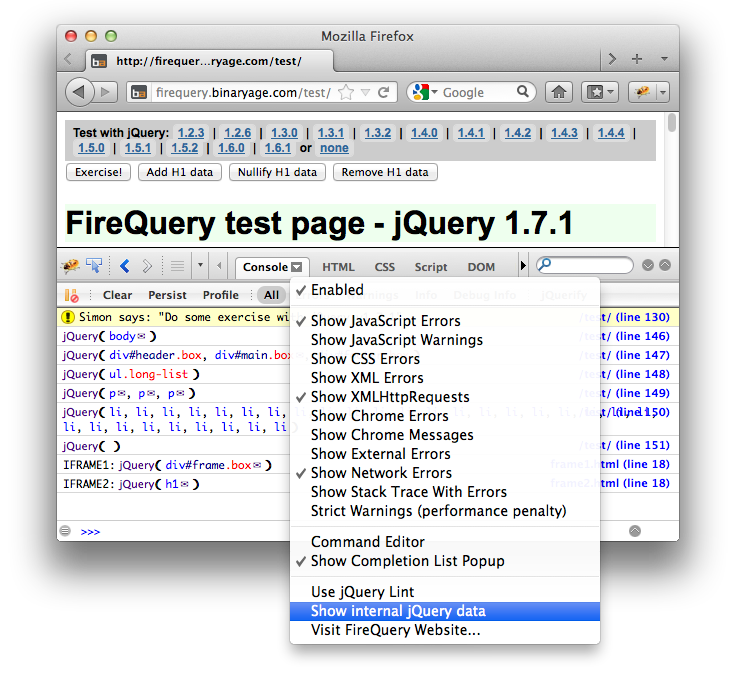 Mozilla Firefox
ba http://firequer...ryage.com/test/
ba firequery.binaryage.com/test/ Google
Test with jQuery: 1.2.3 | 1.2.6 | 1.3.0 | 1.3.1 | 1.3.2 | 1.4.0 | 1.4.1 | 1.4.2 | 1.4.3 | 1.4.4 |
1.5.0 | 1.5.1 | 1.5.2 | 1.6.0 | 1.6.1 or none
Exercise! Add H1 data Nullify H1 data Remove H1 data
FireQuery test page - jQuery 1.7.1
Console HTML CSS Script DOM
Clear Persist Profile All Info Debug Info jQuerify
Simon says: "Do some exercise wi /test/ (line 130)
jQuery( body ) /test/ (line 146)
jQuery( div#header.box, div#main.box /test/ (line 147)
jQuery( ul.long-list ) /test/ (line 148)
jQuery( p, p, p ) /test/ (line 149)
jQuery( li, li, li, li, li, li, li, li, li, /test/ (line 150)
li, li, li, li, li, li, li, li, li )
jQuery( ) /test/ (line 151)
IFRAME1: jQuery( div#frame.box ) frame1.html (line 18)
IFRAME2: jQuery( h1 ) frame2.html (line 18)
>>>
✓ Enabled
✓ Show JavaScript Errors
Show JavaScript Warnings
Show CSS Errors
Show XML Errors
✓ Show XMLHttpRequests
Show Chrome Errors
Show Chrome Messages
Show External Errors
✓ Show Network Errors
Show Stack Trace With Errors
Strict Warnings (performance penalty)
Command Editor
✓ Show Completion List Popup
Use jQuery Lint
Show internal jQuery data
Visit FireQuery Website...